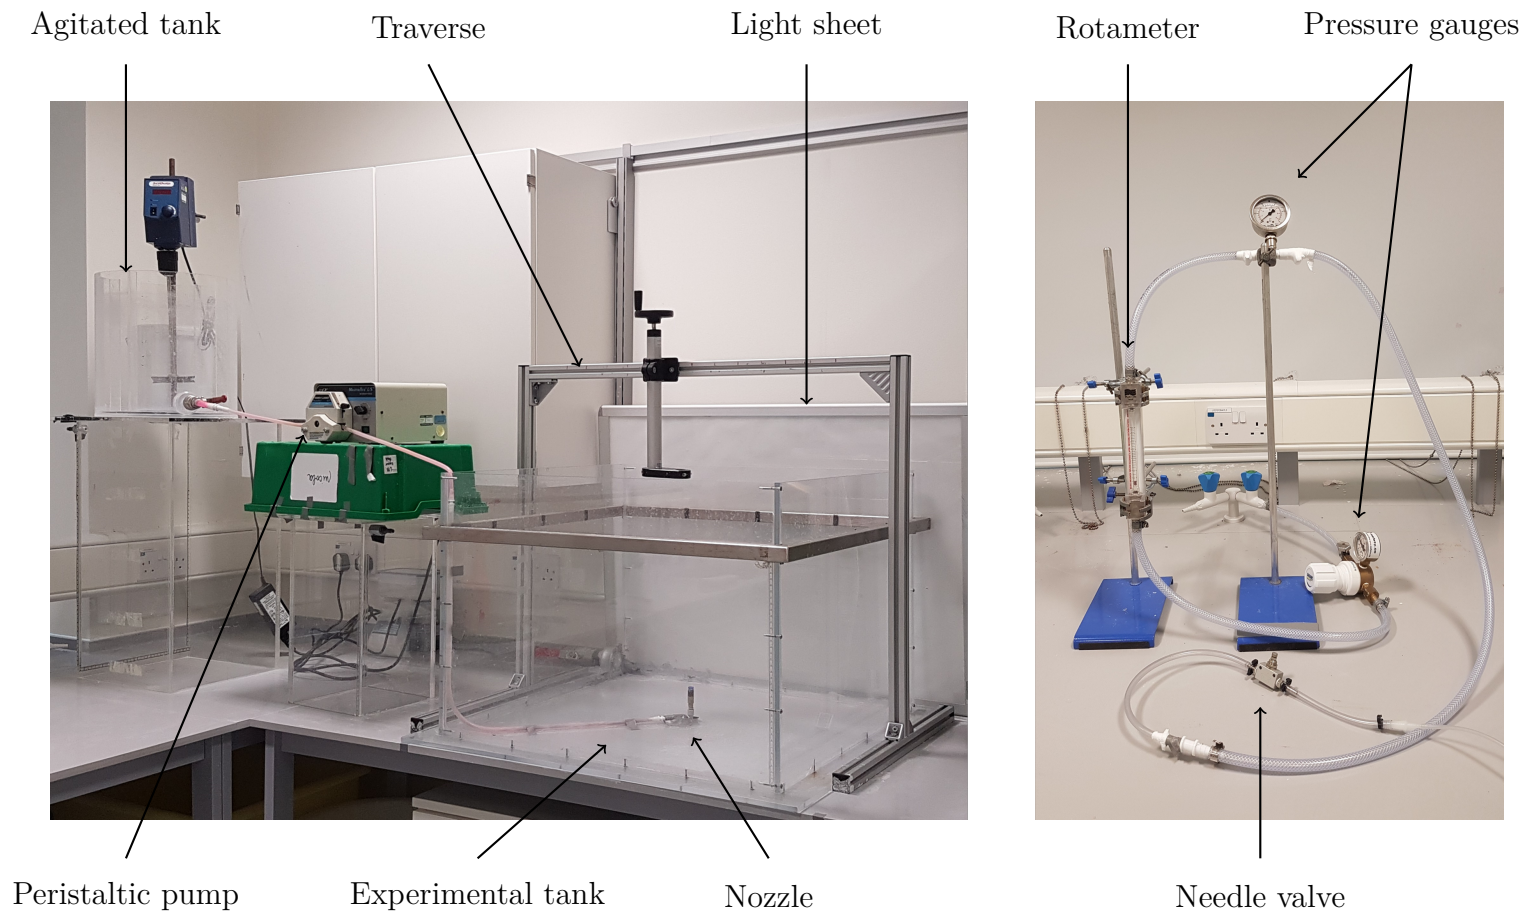 Agitated tank
Traverse
Light sheet
Rotameter
Pressure gauges
Peristaltic pump
Experimental tank
Nozzle
Needle valve